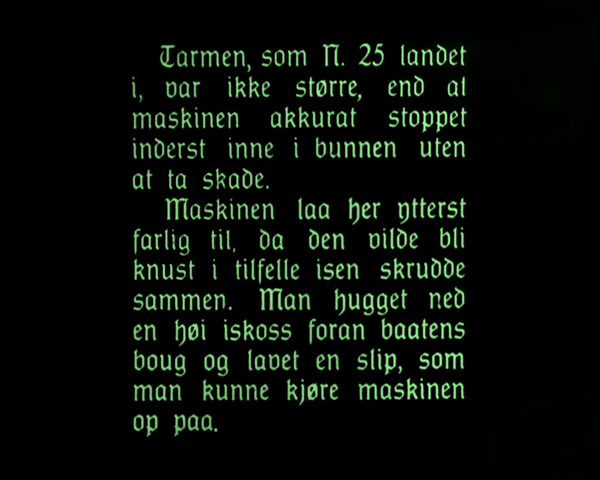 Tarmen, som N. 25 landet
i, var ikke større, end at
maskinen akkurat stoppet
inderst inne i bunnen uten
at ta skade.
Maskinen laa her ytterst
farlig til, da den vilde bli
knust i tilfelle isen skrudde
sammen. Man hugget ned
en høi iskoss foran baatens
boug og lavet en slip, som
man kunne kjøre maskinen
op paa.